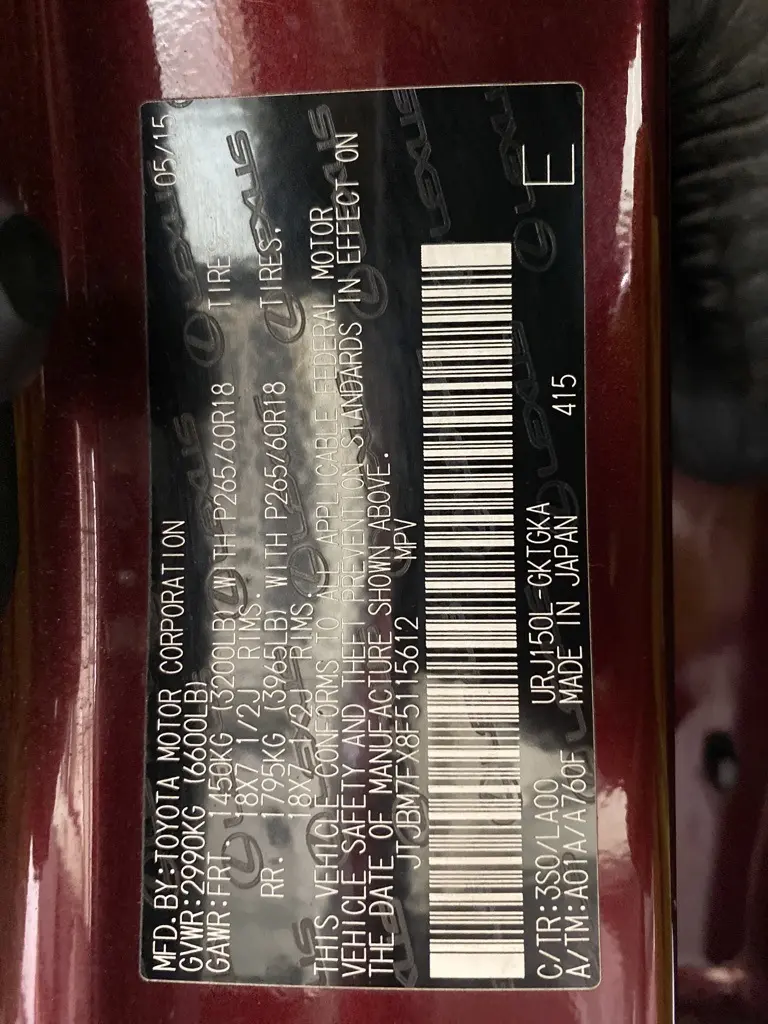 MFD.BY:TOYOTA MOTOR CORPORATION 05/15
GVWR:2990KG (6600LB)
GAWR:FRT. 1450KG (3200LB) WITH P265/60R18 TIRES,
18X7 1/2J RIMS.
RR. 1795KG (3965LB) WITH P265/60R18 TIRES,
18X7 1/2J RIMS.
THIS VEHICLE CONFORMS TO ALL APPLICABLE FEDERAL MOTOR
VEHICLE SAFETY AND THEFT PREVENTION STANDARDS IN EFFECT ON
THE DATE OF MANUFACTURE SHOWN ABOVE.
JTJBM7FX8F5115612 MPV
E
C/TR:3S0/LA00 URJ150L-GKTGKA 415
A/TM:A01A/A760F MADE IN JAPAN
LEXUS